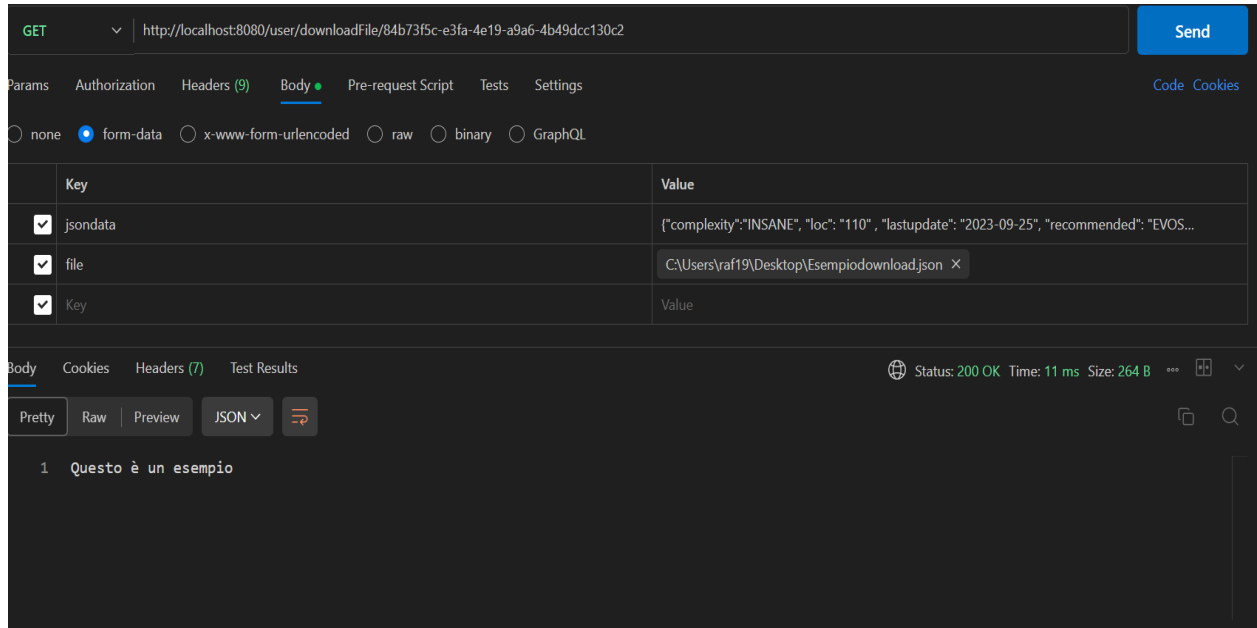 GET http://localhost:8080/user/downloadFile/84b73f5c-e3fa-4e19-a9a6-4b49dcc130c2 Send
Params Authorization Headers (9) Body Pre-request Script Tests Settings Code Cookies
none form-data x-www-form-urlencoded raw binary GraphQL
Key Value
jsondata {"complexity":"INSANE", "loc": "110" , "lastupdate": "2023-09-25", "recommended": "EVOS...
file C:\Users\raf19\Desktop\Esempiodownload.json
Key Value
Body Cookies Headers (7) Test Results Status: 200 OK Time: 11 ms Size: 264 B
Pretty Raw Preview JSON
1 Questo è un esempio